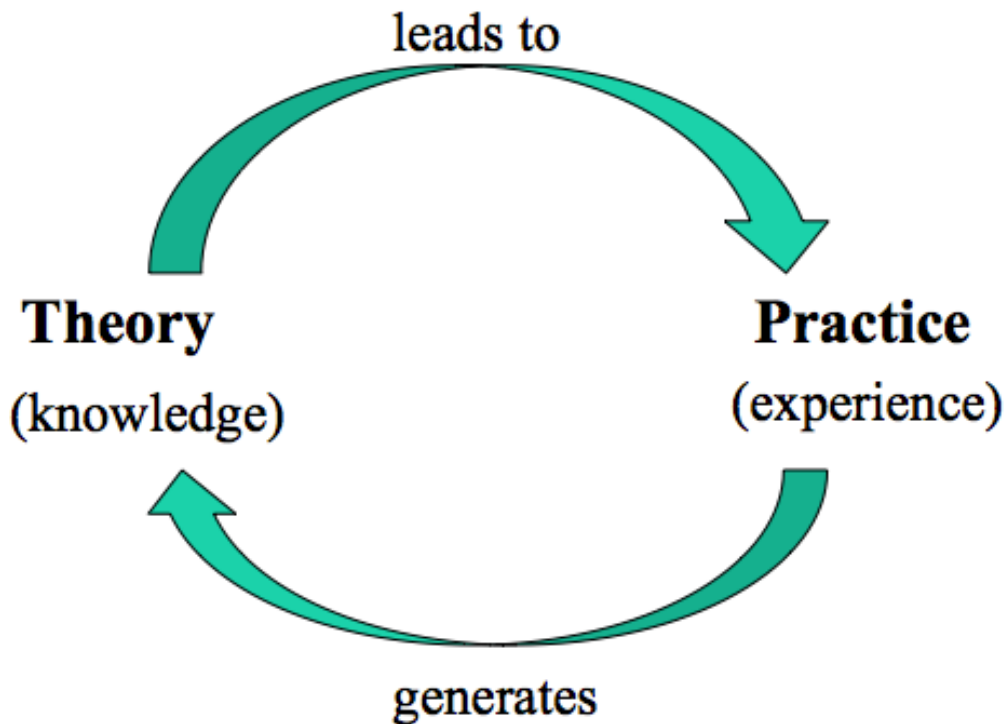 leads to
Theory
(knowledge)
Practice
(experience)
generates